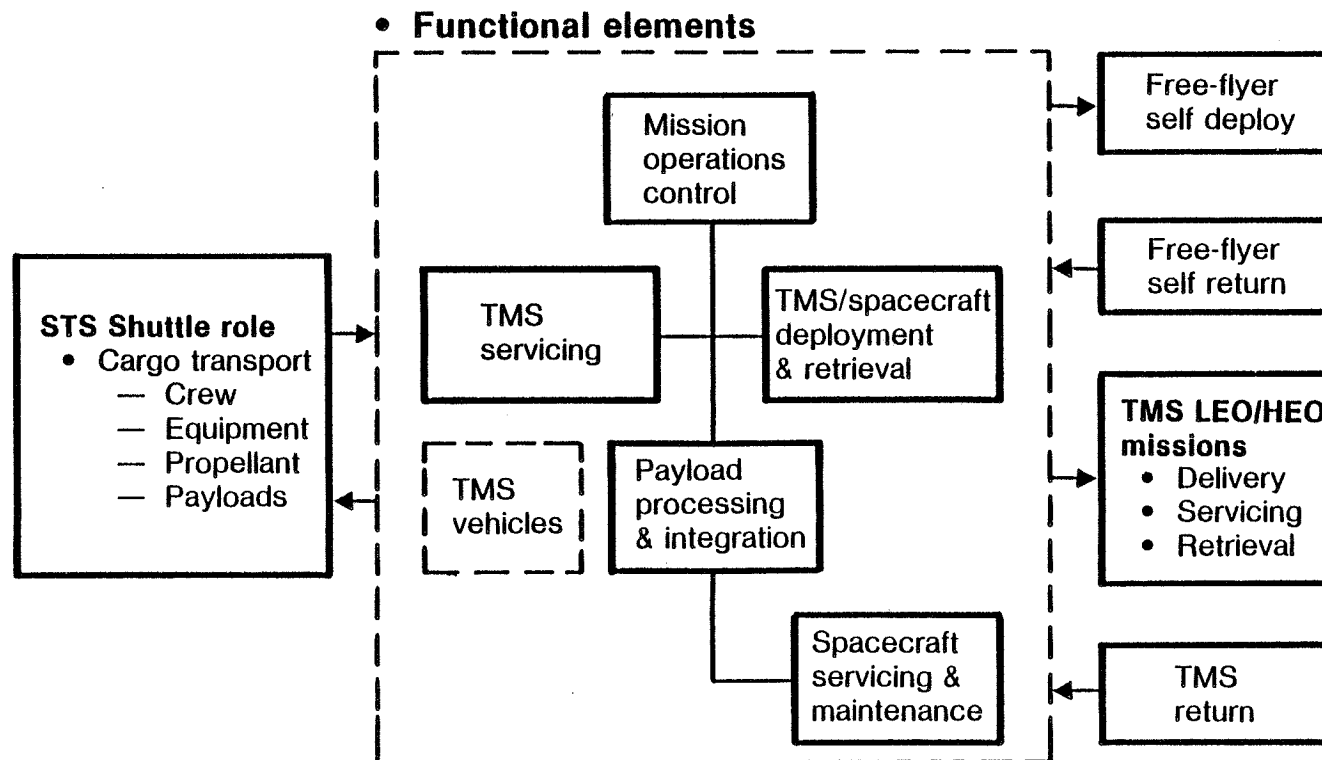 • Functional elements
Mission
operations
control
TMS
servicing
TMS/spacecraft
deployment
& retrieval
TMS
vehicles
Payload
processing
& integration
Spacecraft
servicing &
maintenance
STS Shuttle role
• Cargo transport
— Crew
— Equipment
— Propellant
— Payloads
Free-flyer
self deploy
Free-flyer
self return
TMS LEO/HEO
missions
• Delivery
• Servicing
• Retrieval
TMS
return